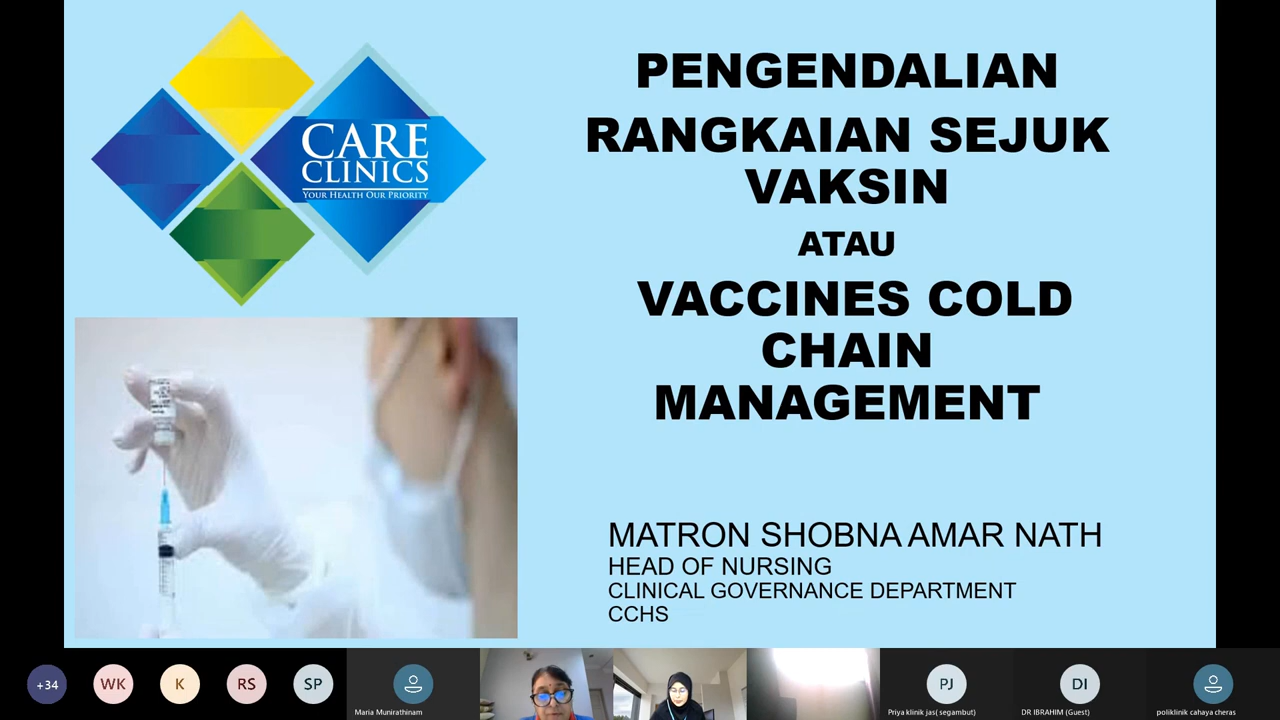 CARE
CLINICS
YOUR HEALTH OUR PRIORITY
PENGENDALIAN
RANGKAIAN SEJUK
VAKSIN
ATAU
VACCINES COLD
CHAIN
MANAGEMENT
MATRON SHOBNA AMAR NATH
HEAD OF NURSING
CLINICAL GOVERNANCE DEPARTMENT
CCHS
+34
WK
K
RS
SP
Maria Munirathinam
PJ
Priya klinik jas( segambut)
DI
DR IBRAHIM (Guest)
poliklinik cahaya cheras